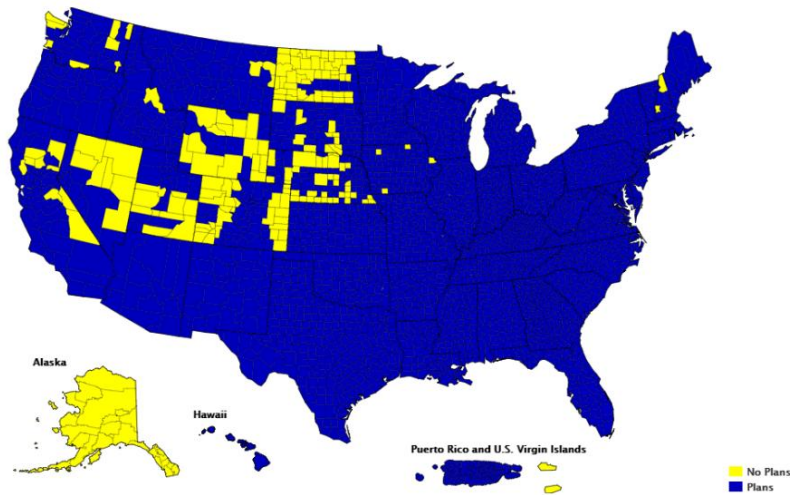 Alaska
Hawaii
Puerto Rico and U.S. Virgin Islands
No Plans
Plans